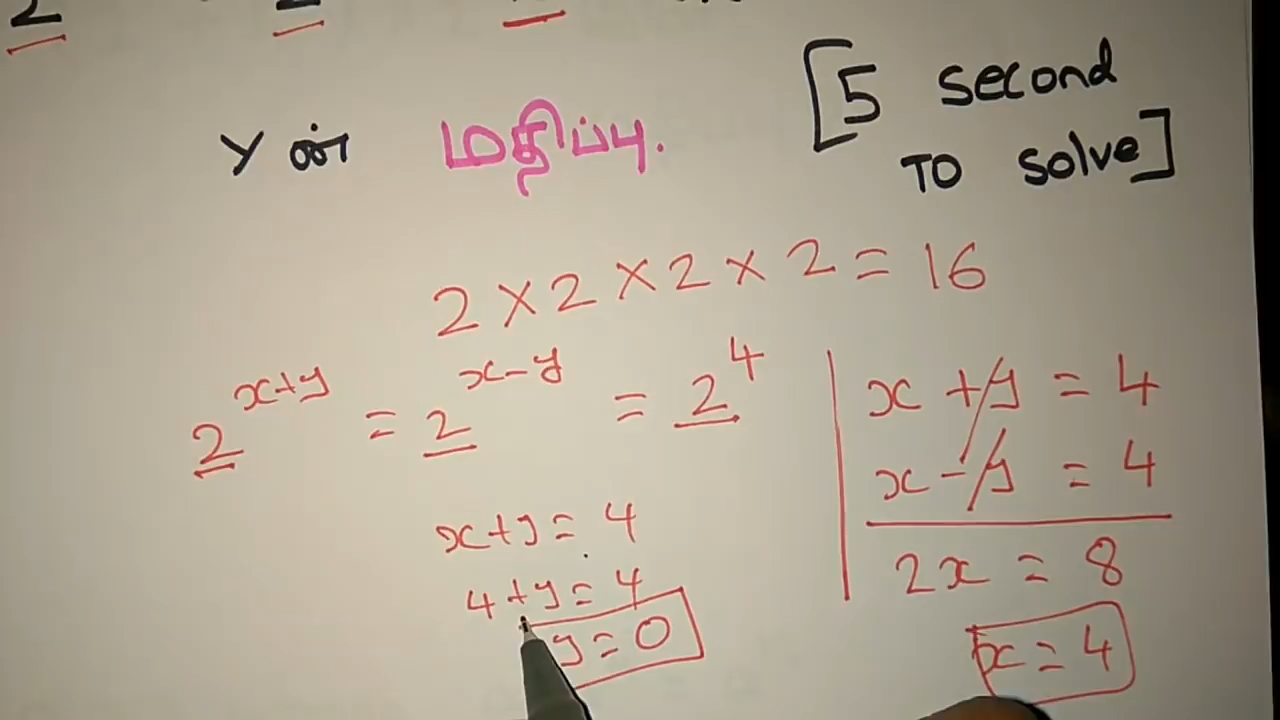 [5 second
y ன் மதிப்பு.
TO solve]
2 × 2 × 2 × 2 = 16
2^(x+y) = 2^(x-y) = 2^4
x + y = 4
x - y = 4
2x = 8
x = 4
x+y = 4
4+y = 4
y = 0